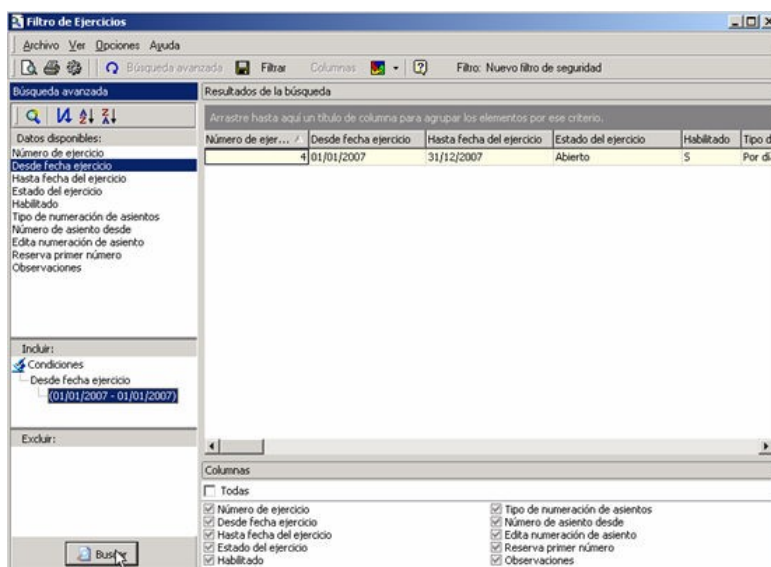 Filtro de Ejercicios
Archivo Ver Opciones Ayuda
Búsqueda avanzada Filtrar Columnas Filtro: Nuevo filtro de seguridad
Búsqueda avanzada
Datos disponibles:
Número de ejercicio
Desde fecha ejercicio
Hasta fecha del ejercicio
Estado del ejercicio
Habilitado
Tipo de numeración de asientos
Número de asiento desde
Edita numeración de asiento
Reserva primer número
Observaciones
Incluir:
Condiciones
Desde fecha ejercicio
(01/01/2007 - 01/01/2007)
Excluir:
Buscar
Resultados de la búsqueda
Arrastre hasta aquí un título de columna para agrupar los elementos por ese criterio.
Número de ejer... Desde fecha ejercicio Hasta fecha del ejercicio Estado del ejercicio Habilitado Tipo d
4 01/01/2007 31/12/2007 Abierto S Por di
Columnas
Todas
Número de ejercicio
Desde fecha ejercicio
Hasta fecha del ejercicio
Estado del ejercicio
Habilitado
Tipo de numeración de asientos
Número de asiento desde
Edita numeración de asiento
Reserva primer número
Observaciones